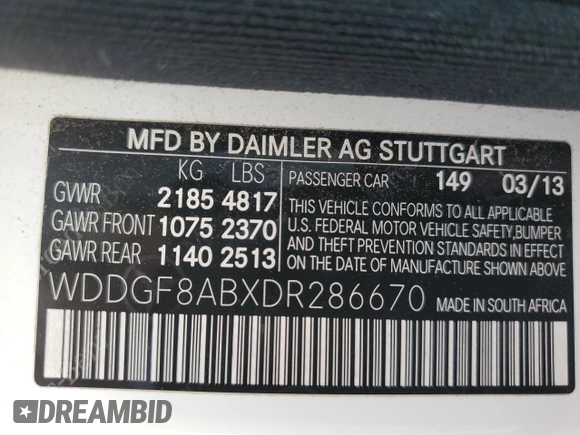 MFD BY DAIMLER AG STUTTGART
KG LBS
GVWR 2185 4817
GAWR FRONT 1075 2370
GAWR REAR 1140 2513
PASSENGER CAR 149 03/13
THIS VEHICLE CONFORMS TO ALL APPLICABLE
U.S. FEDERAL MOTOR VEHICLE SAFETY, BUMPER
AND THEFT PREVENTION STANDARDS IN EFFECT
ON THE DATE OF MANUFACTURE SHOWN ABOVE.
WDDGF8ABXDR286670 MADE IN SOUTH AFRICA
DREAMBID